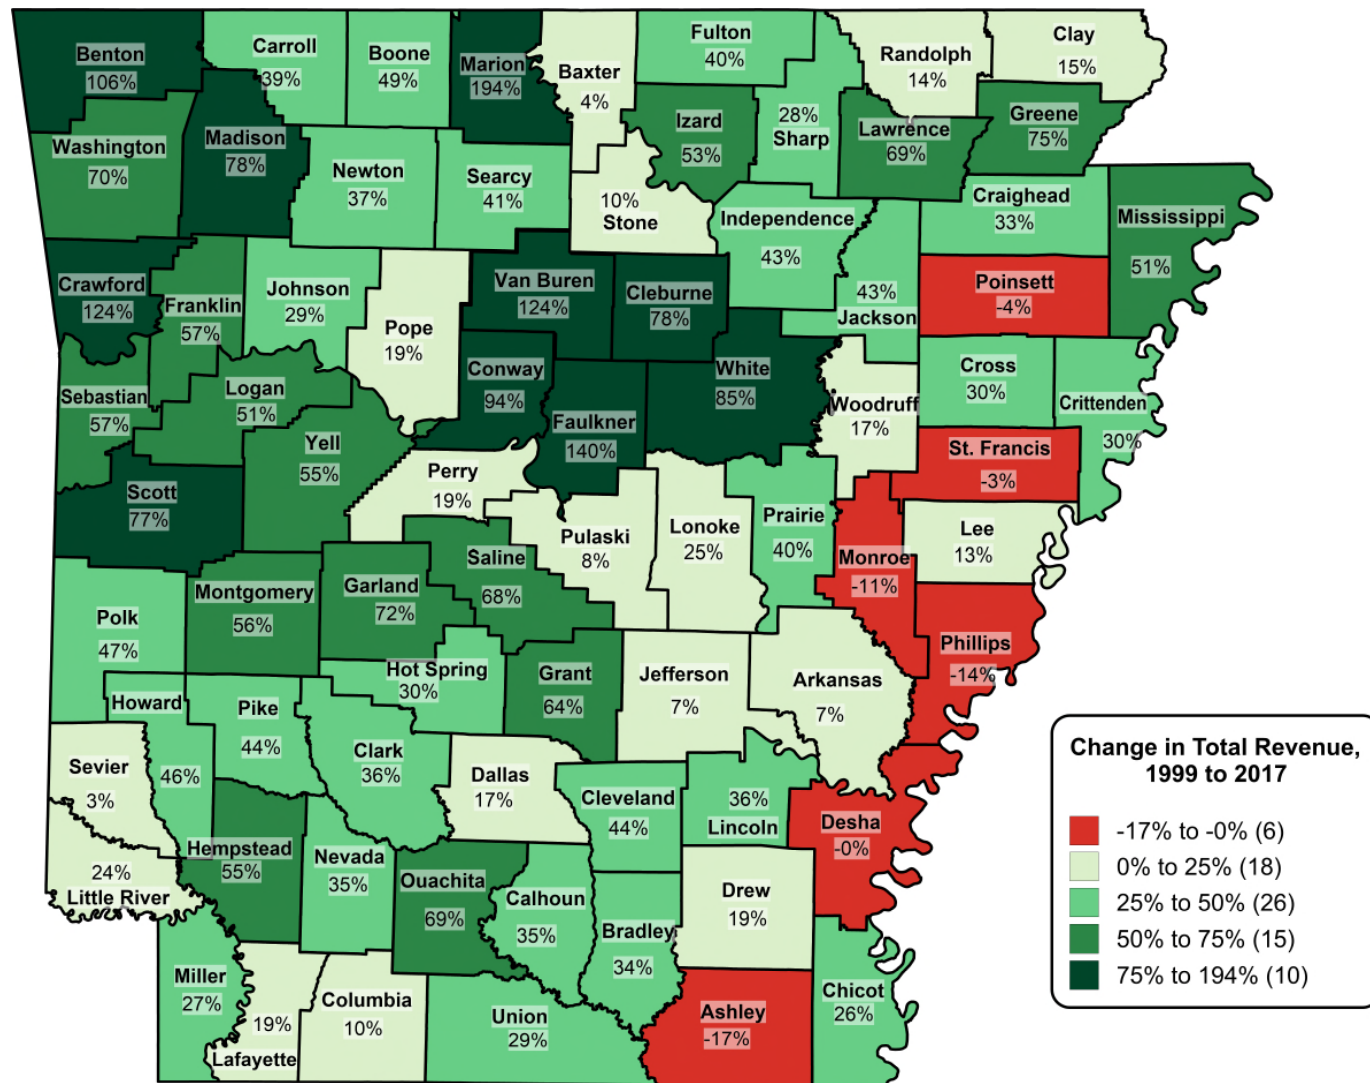 Benton
106%
Carroll
39%
Boone
49%
Marion
194%
Baxter
4%
Fulton
40%
Randolph
14%
Clay
15%
Washington
70%
Madison
78%
Newton
37%
Searcy
41%
Izard
53%
28%
Sharp
Lawrence
69%
Greene
75%
10%
Stone
Independence
43%
Craighead
33%
Mississippi
51%
Crawford
124%
Franklin
57%
Johnson
29%
Pope
19%
Van Buren
124%
Cleburne
78%
43%
Jackson
Poinsett
-4%
Sebastian
57%
Logan
51%
Conway
94%
Faulkner
140%
White
85%
Woodruff
17%
Cross
30%
Crittenden
30%
Scott
77%
Yell
55%
Perry
19%
Pulaski
8%
Lonoke
25%
Prairie
40%
St. Francis
-3%
Monroe
-11%
Lee
13%
Polk
47%
Montgomery
56%
Garland
72%
Saline
68%
Phillips
-14%
Howard
46%
Pike
44%
Hot Spring
30%
Clark
36%
Grant
64%
Jefferson
7%
Arkansas
7%
Sevier
3%
Dallas
17%
Cleveland
44%
36%
Lincoln
Desha
-0%
24%
Little River
Hempstead
55%
Nevada
35%
Ouachita
69%
Calhoun
35%
Bradley
34%
Drew
19%
Miller
27%
19%
Lafayette
Columbia
10%
Union
29%
Ashley
-17%
Chicot
26%
Change in Total Revenue,
1999 to 2017
-17% to -0% (6)
0% to 25% (18)
25% to 50% (26)
50% to 75% (15)
75% to 194% (10)